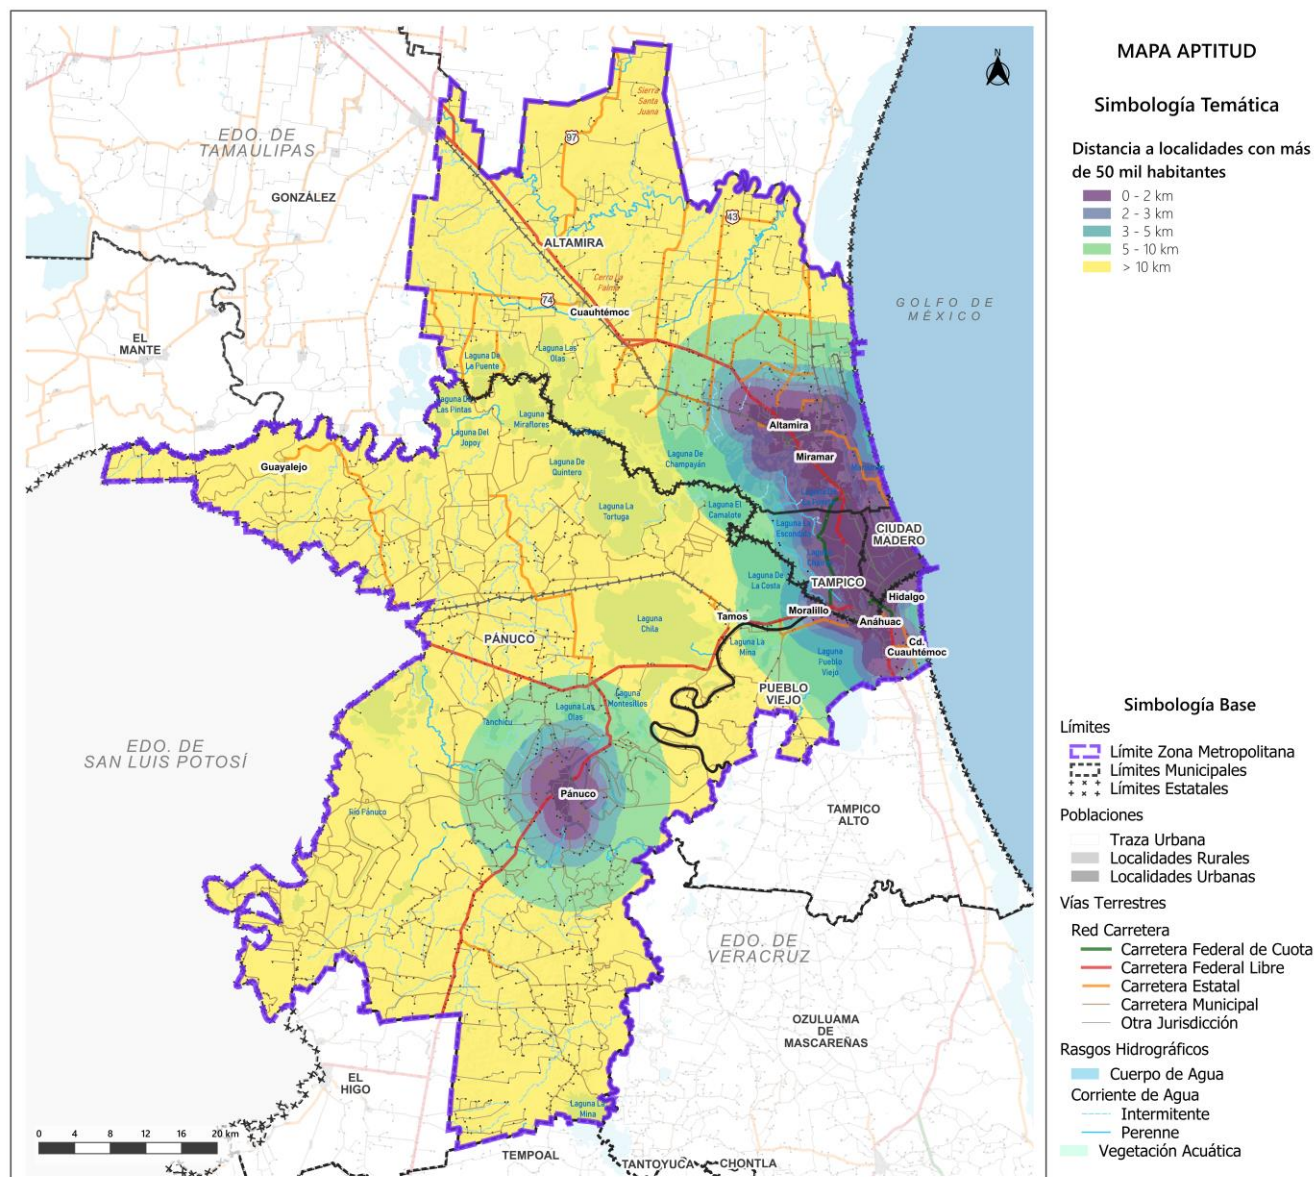 N
MAPA APTITUD
Simbología Temática
Distancia a localidades con más
de 50 mil habitantes
0 - 2 km
2 - 3 km
3 - 5 km
5 - 10 km
> 10 km
Sierra
Santa
Juana
97
EDO. DE
TAMAULIPAS
GONZÁLEZ
43
ALTAMIRA
Cerro La
Palma
74
Cuauhtémoc
GOLFO DE
MÉXICO
EL
MANTE
Laguna De
La Fuente
Laguna Las
Olas
Las Pintas
Laguna
Miraflores
Laguna Del
Jopoy
Altamira
Miramar
Guayalejo
Laguna De
Quintero
Laguna De
Champayán
Laguna La
Tortuga
Laguna El
Camalote
Laguna La
CIUDAD
MADERO
Laguna De
La Costa
TAMPICO
Hidalgo
Moralillo
Tamos
Anáhuac
Laguna
Chila
PÁNUCO
Laguna La
Mina
Cd.
Cuauhtémoc
Laguna
Pueblo
Viejo
PUEBLO
VIEJO
Laguna
Montesillos
Laguna Las
Olas
Tanchicu
EDO. DE
SAN LUIS POTOSÍ
Pánuco
Río Pánuco
TAMPICO
ALTO
EDO. DE
VERACRUZ
OZULUAMA
DE
MASCAREÑAS
EL
HIGO
Laguna La
Mina
TEMPOAL
TANTOYUCA
CHONTLA
0 4 8 12 16 20 km
Simbología Base
Límites
Límite Zona Metropolitana
Límites Municipales
Límites Estatales
Poblaciones
Traza Urbana
Localidades Rurales
Localidades Urbanas
Vías Terrestres
Red Carretera
Carretera Federal de Cuota
Carretera Federal Libre
Carretera Estatal
Carretera Municipal
Otra Jurisdicción
Rasgos Hidrográficos
Cuerpo de Agua
Corriente de Agua
Intermitente
Perenne
Vegetación Acuática